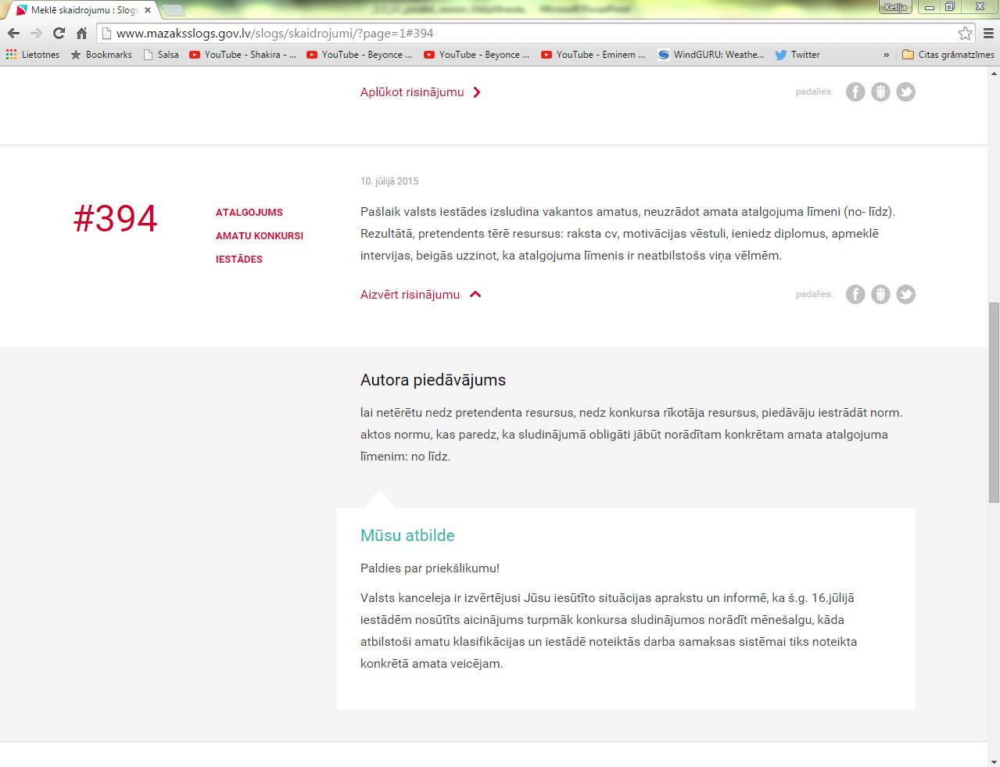 Meklē skaidrojumu : Slogs
Ketija
www.mazaksslogs.gov.lv/slogs/skaidrojumi/?page=1#394
Lietotnes Bookmarks Salsa YouTube - Shakira - ... YouTube - Beyonce ... YouTube - Beyonce ... YouTube - Eminem ... WindGURU: Weathe... Twitter » Citas grāmatzīmes
Aplūkot risinājumu
padalies:
10. jūlijā 2015
#394
ATALGOJUMS
AMATU KONKURSI
IESTĀDES
Pašlaik valsts iestādes izsludina vakantos amatus, neuzrādot amata atalgojuma līmeni (no- līdz).
Rezultātā, pretendents tērē resursus: raksta cv, motivācijas vēstuli, ieniedz diplomus, apmeklē
intervijas, beigās uzzinot, ka atalgojuma līmenis ir neatbilstošs viņa vēlmēm.
Aizvērt risinājumu
padalies:
Autora piedāvājums
lai netērētu nedz pretendenta resursus, nedz konkursa rīkotāja resursus, piedāvāju iestrādāt norm.
aktos normu, kas paredz, ka sludinājumā obligāti jābūt norādītam konkrētam amata atalgojuma
līmenim: no līdz.
Mūsu atbilde
Paldies par priekšlikumu!
Valsts kanceleja ir izvērtējusi Jūsu iesūtīto situācijas aprakstu un informē, ka š.g. 16.jūlijā
iestādēm nosūtīts aicinājums turpmāk konkursa sludinājumos norādīt mēnešalgu, kāda
atbilstoši amatu klasifikācijas un iestādē noteiktās darba samaksas sistēmai tiks noteikta
konkrētā amata veicējam.